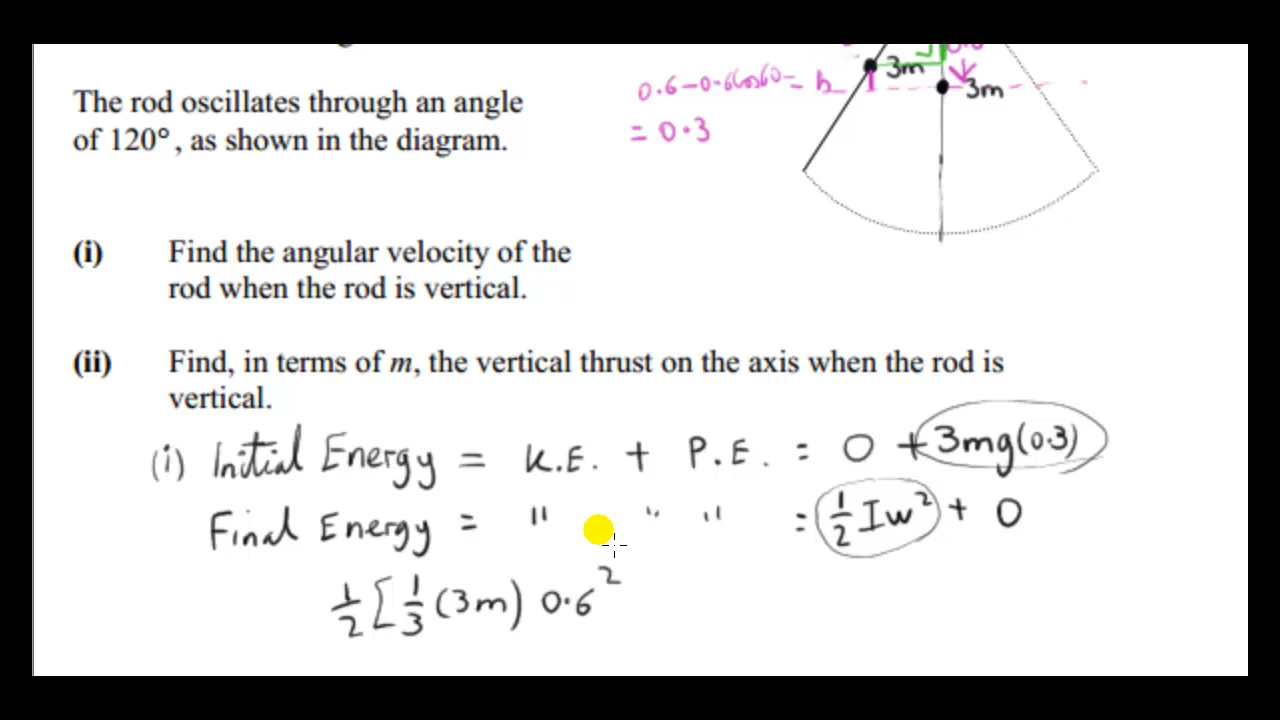 3m
0.6-0.6cos60= h
3m
The rod oscillates through an angle
of 120°, as shown in the diagram.
= 0.3
(i) Find the angular velocity of the
rod when the rod is vertical.
(ii) Find, in terms of m, the vertical thrust on the axis when the rod is
vertical.
(i) Initial Energy = K.E. + P.E. = 0 + 3mg(0.3)
Final Energy = " " " = 1/2 Iw² + 0
1/2 [ 1/3 (3m) 0.6²